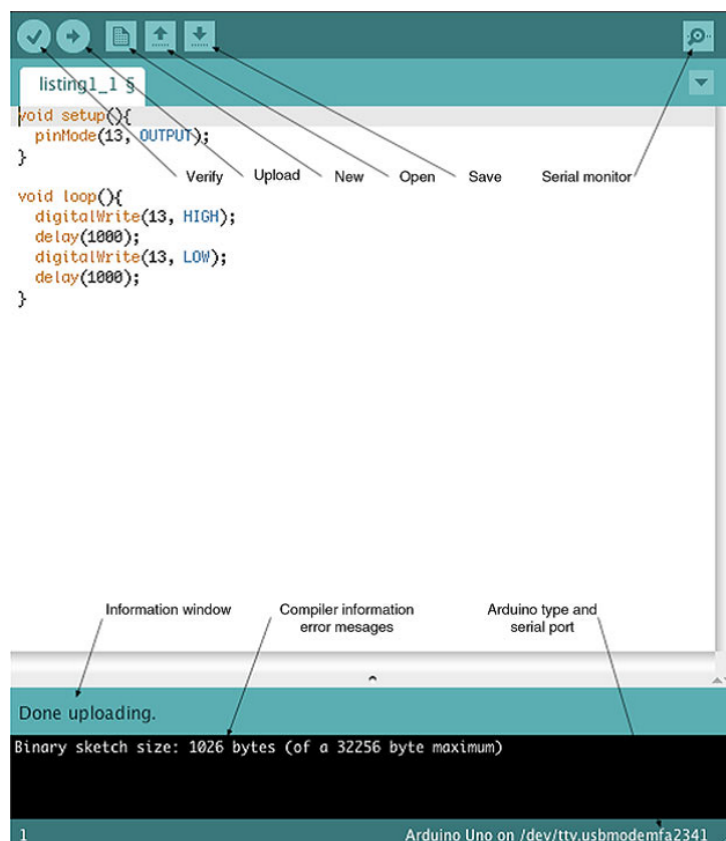 listing1_1 §
void setup(){
pinMode(13, OUTPUT);
}
Verify
Upload
New
Open
Save
Serial monitor
void loop(){
digitalWrite(13, HIGH);
delay(1000);
digitalWrite(13, LOW);
delay(1000);
}
Information window
Compiler information
error mesages
Arduino type and
serial port
Done uploading.
Binary sketch size: 1026 bytes (of a 32256 byte maximum)
1
Arduino Uno on /dev/tty.usbmodemfa2341